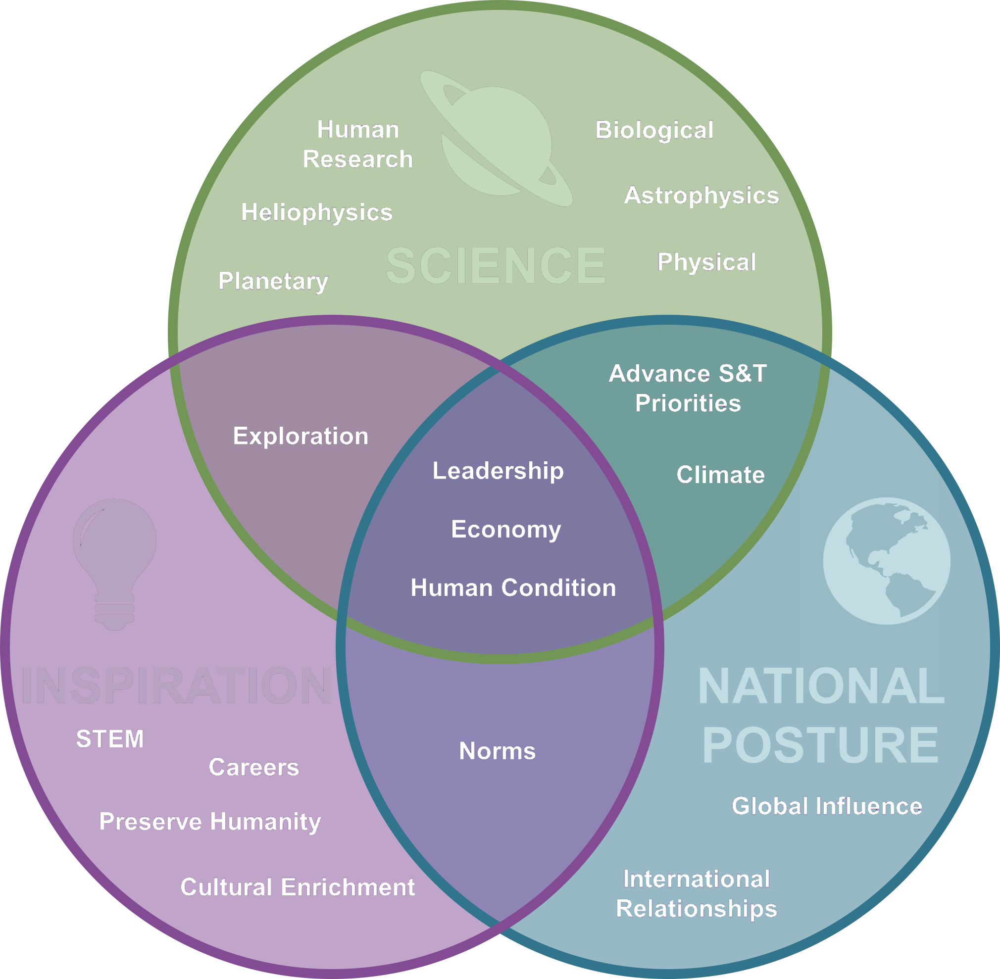 Human
Research
Biological
Heliophysics
Astrophysics
SCIENCE
Physical
Planetary
Advance S&T
Priorities
Exploration
Leadership
Climate
Economy
Human Condition
INSPIRATION
NATIONAL
POSTURE
STEM
Careers
Norms
Preserve Humanity
Global Influence
Cultural Enrichment
International
Relationships